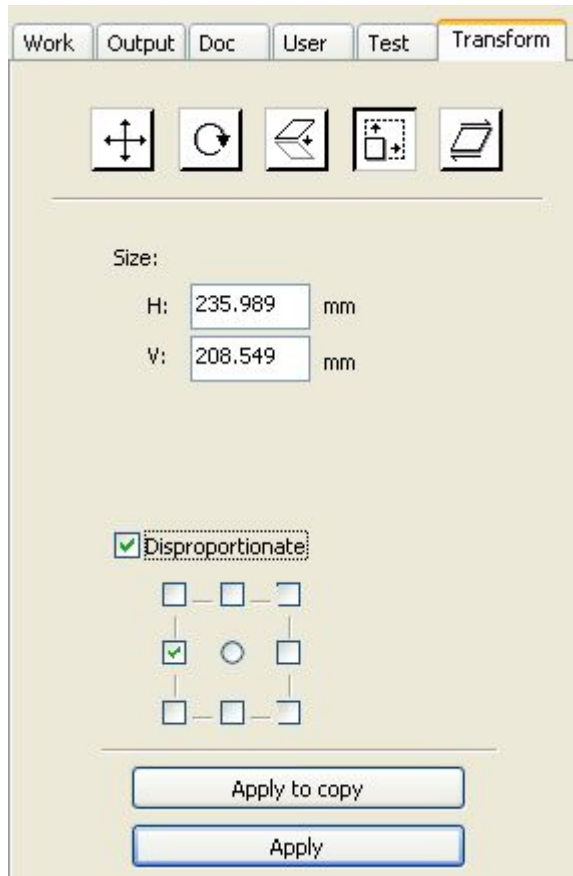 Work Output Doc User Test Transform
Size:
H: 235.989 mm
V: 208.549 mm
Disproportionate
Apply to copy
Apply